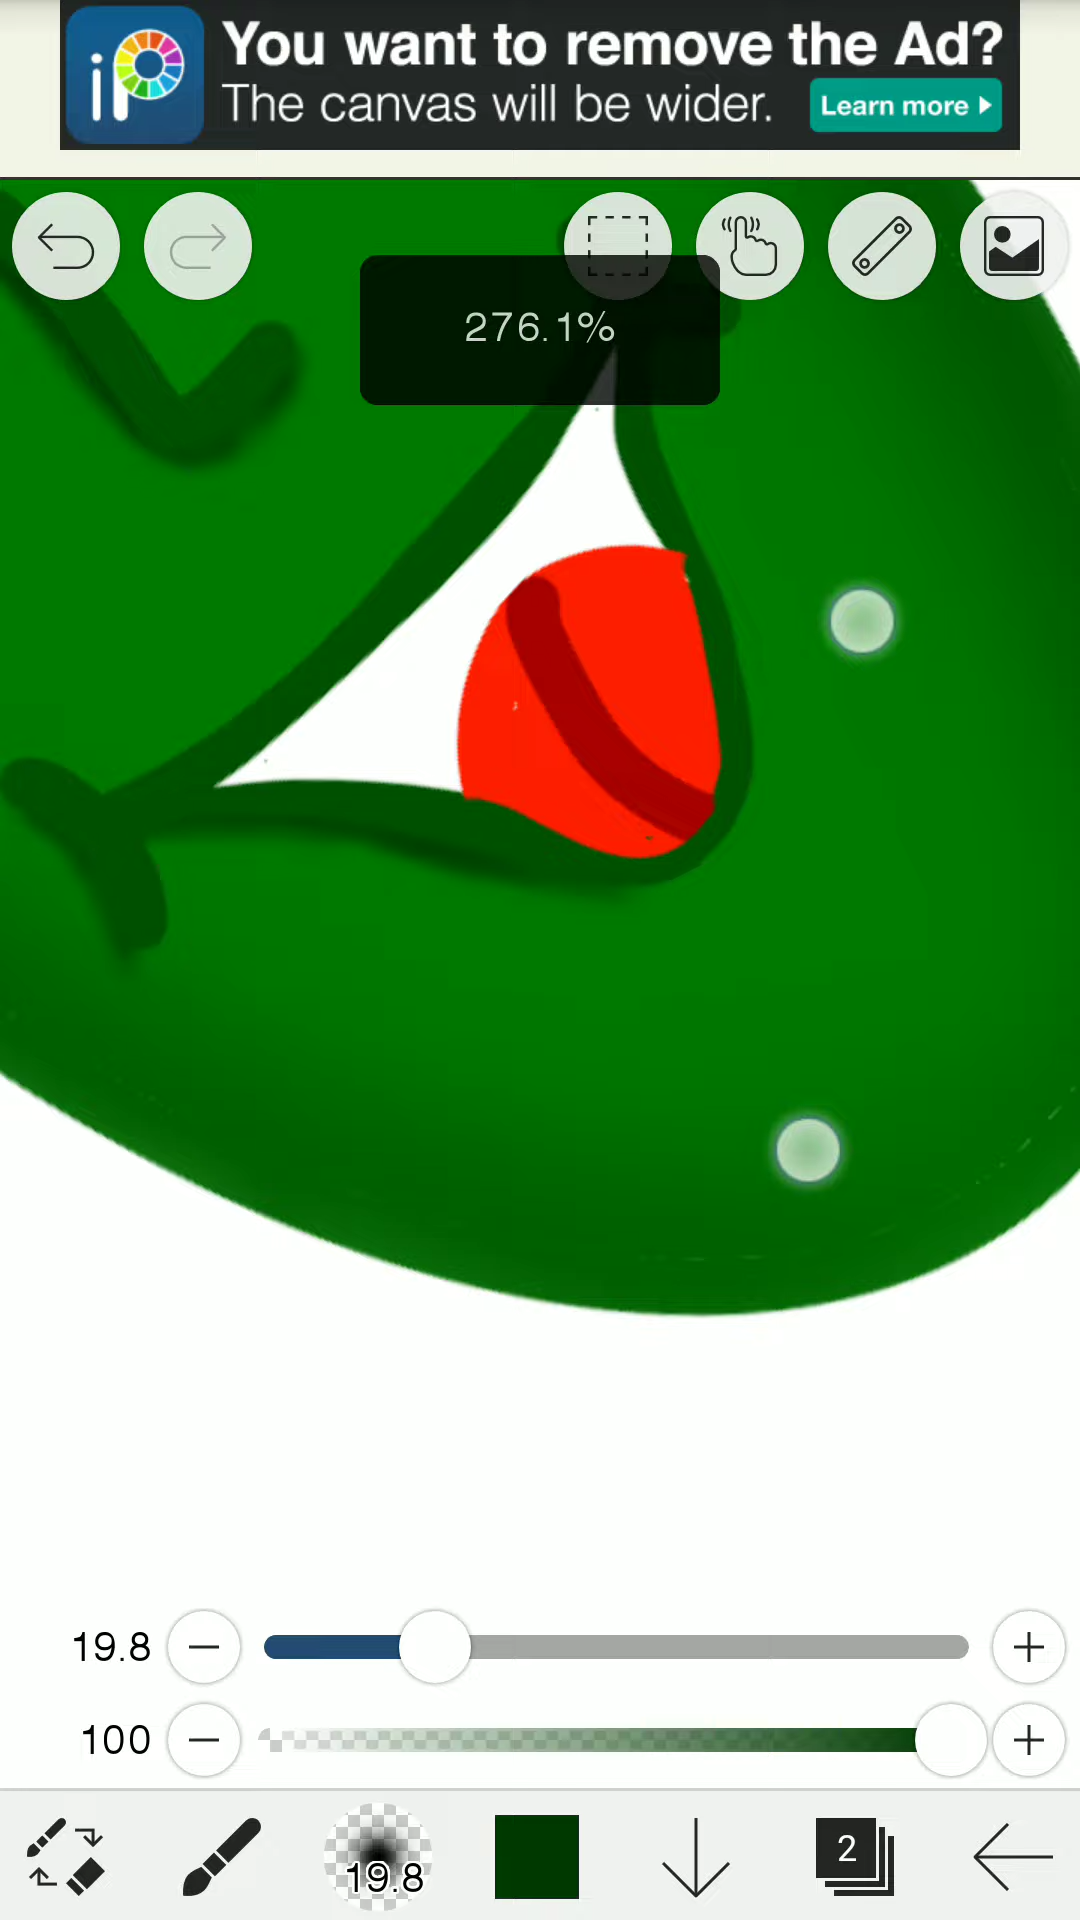 iP
You want to remove the Ad?
The canvas will be wider.
Learn more
276.1%
19.8
100
19.8
2